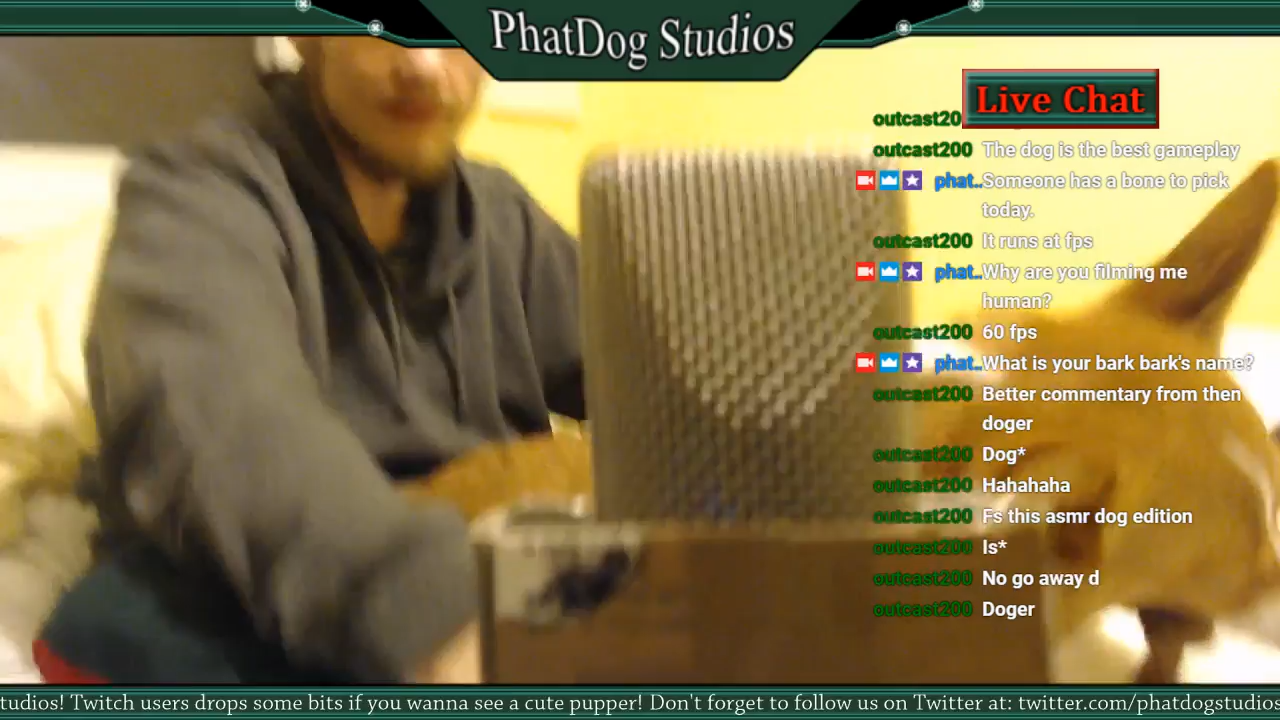 PhatDog Studios
Live Chat
outcast20
outcast200 The dog is the best gameplay
phat.. Someone has a bone to pick
today.
outcast200 It runs at fps
phat.. Why are you filming me
human?
outcast200 60 fps
phat.. What is your bark bark's name?
outcast200 Better commentary from then
doger
outcast200 Dog*
outcast200 Hahahaha
outcast200 Fs this asmr dog edition
outcast200 Is*
outcast200 No go away d
outcast200 Doger
tudios! Twitch users drops some bits if you wanna see a cute pupper! Don't forget to follow us on Twitter at: twitter.com/phatdogstudios